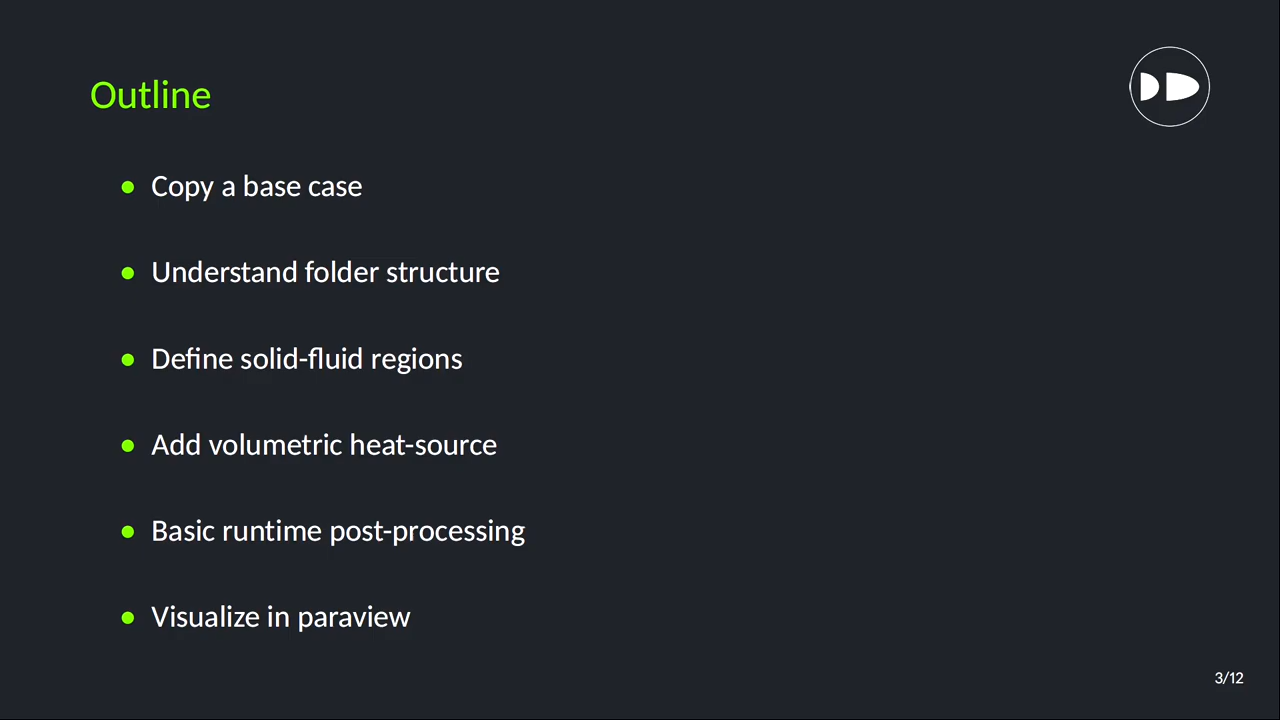 Outline
• Copy a base case
• Understand folder structure
• Define solid-fluid regions
• Add volumetric heat-source
• Basic runtime post-processing
• Visualize in paraview
3/12